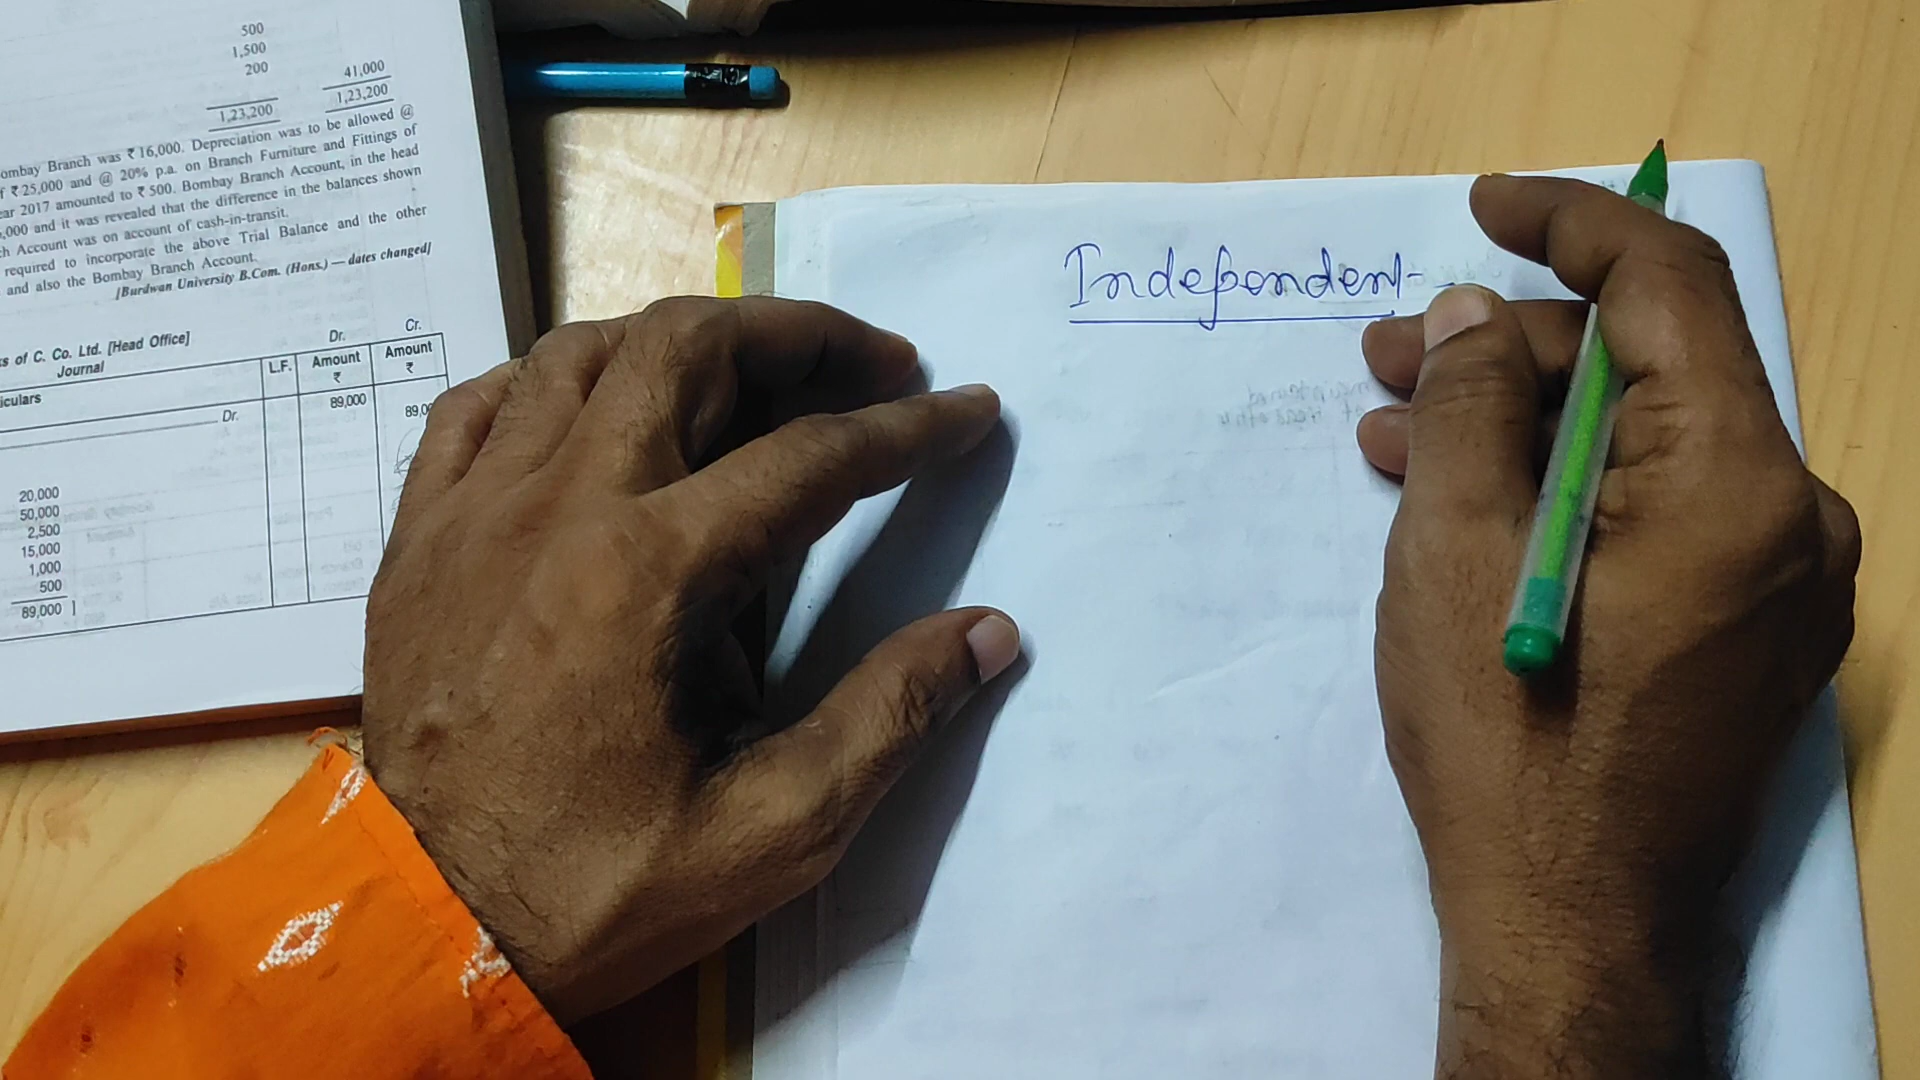 500
1,500
200
41,000
1,23,200
1,23,200
ombay Branch was ₹ 16,000. Depreciation was to be allowed @
f ₹ 25,000 and @ 20% p.a. on Branch Furniture and Fittings of
ear 2017 amounted to ₹ 500. Bombay Branch Account, in the head
,000 and it was revealed that the difference in the balances shown
ch Account was on account of cash-in-transit.
required to incorporate the above Trial Balance and the other
and also the Bombay Branch Account.
[Burdwan University B.Com. (Hons.) — dates changed]
s of C. Co. Ltd. [Head Office]
Journal
Dr. Cr.
iculars L.F. Amount ₹ Amount ₹
Dr. 89,000
89,00
20,000
50,000
2,500
15,000
1,000
500
89,000
Independent-